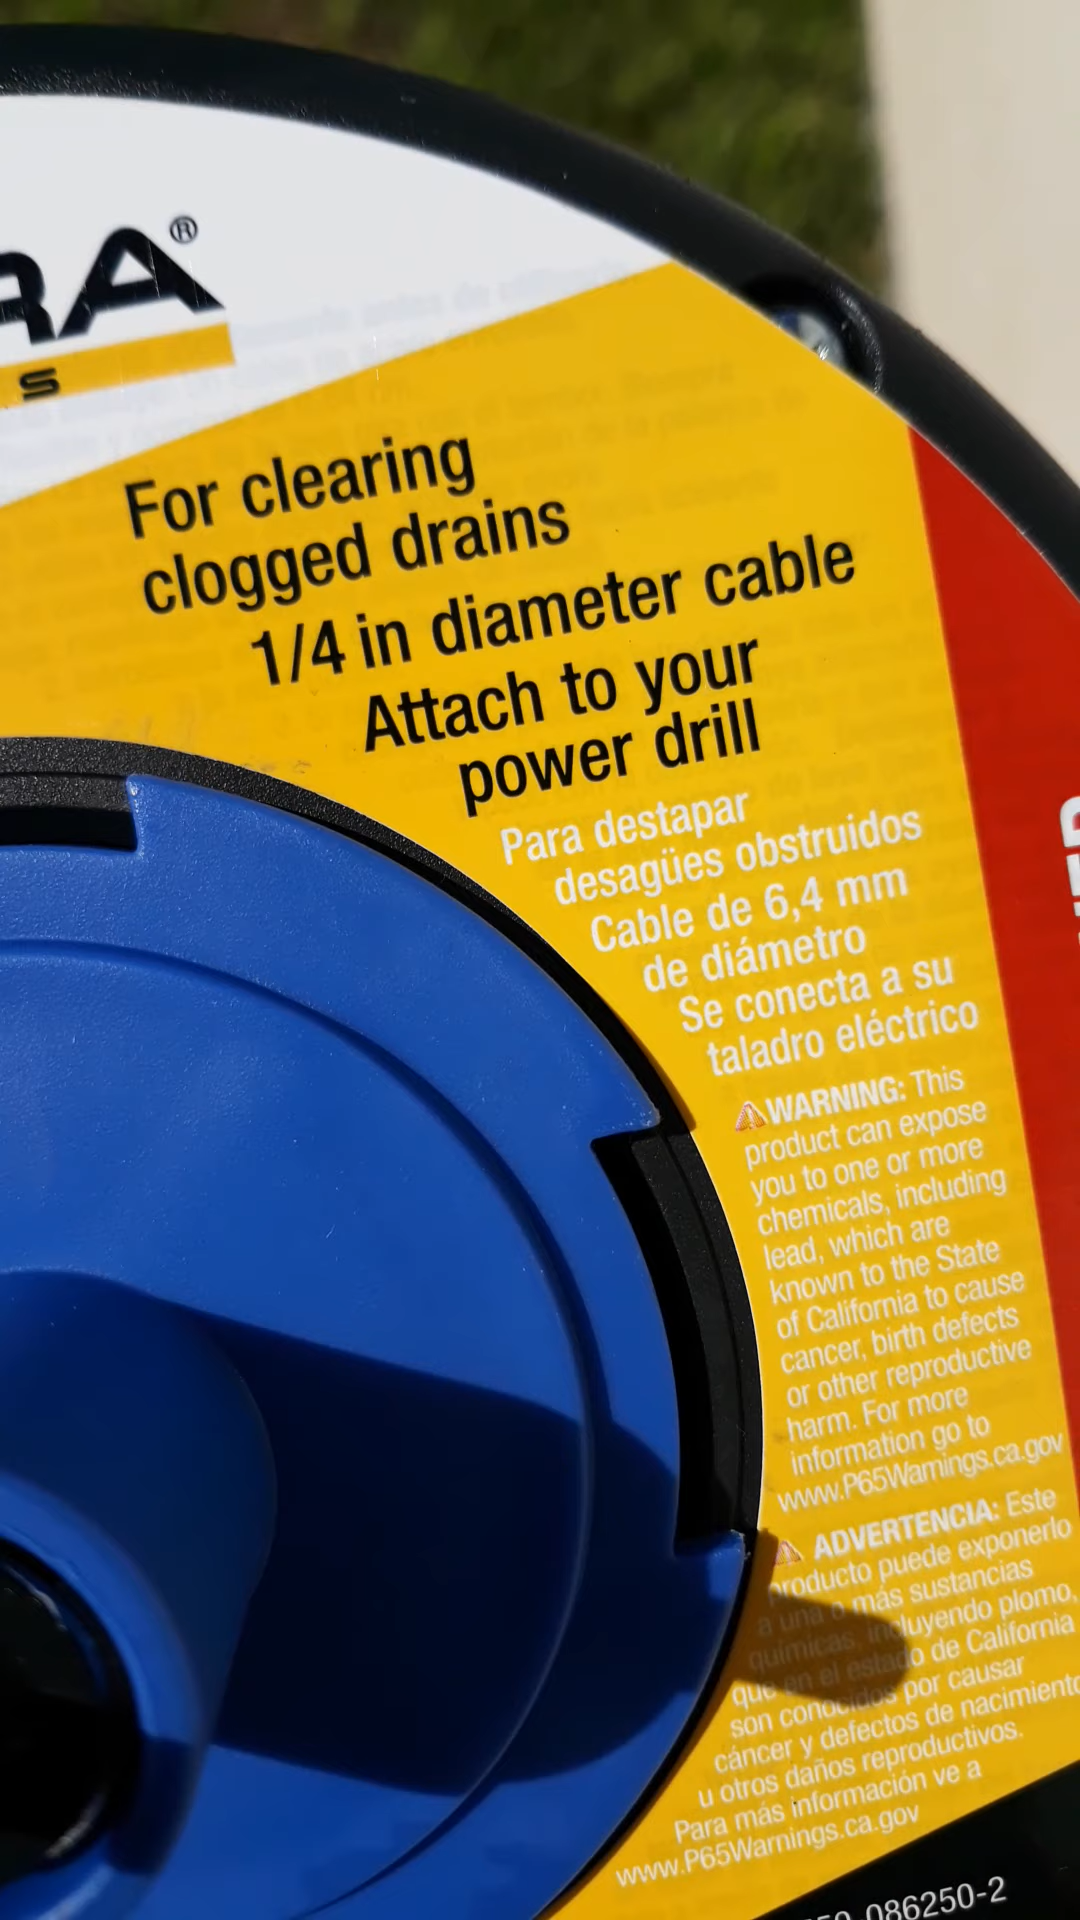 RA®
S
For clearing
clogged drains
1/4 in diameter cable
Attach to your
power drill
Para destapar
desagües obstruidos
Cable de 6,4 mm
de diámetro
Se conecta a su
taladro eléctrico
⚠WARNING: This
product can expose
you to one or more
chemicals, including
lead, which are
known to the State
of California to cause
cancer, birth defects
or other reproductive
harm. For more
information go to
www.P65Warnings.ca.gov
⚠ ADVERTENCIA: Este
producto puede exponerlo
a una o más sustancias
químicas, incluyendo plomo,
que en el estado de California
son conocidos por causar
cáncer y defectos de nacimiento
u otros daños reproductivos.
Para más información ve a
www.P65Warnings.ca.gov
-086250-2